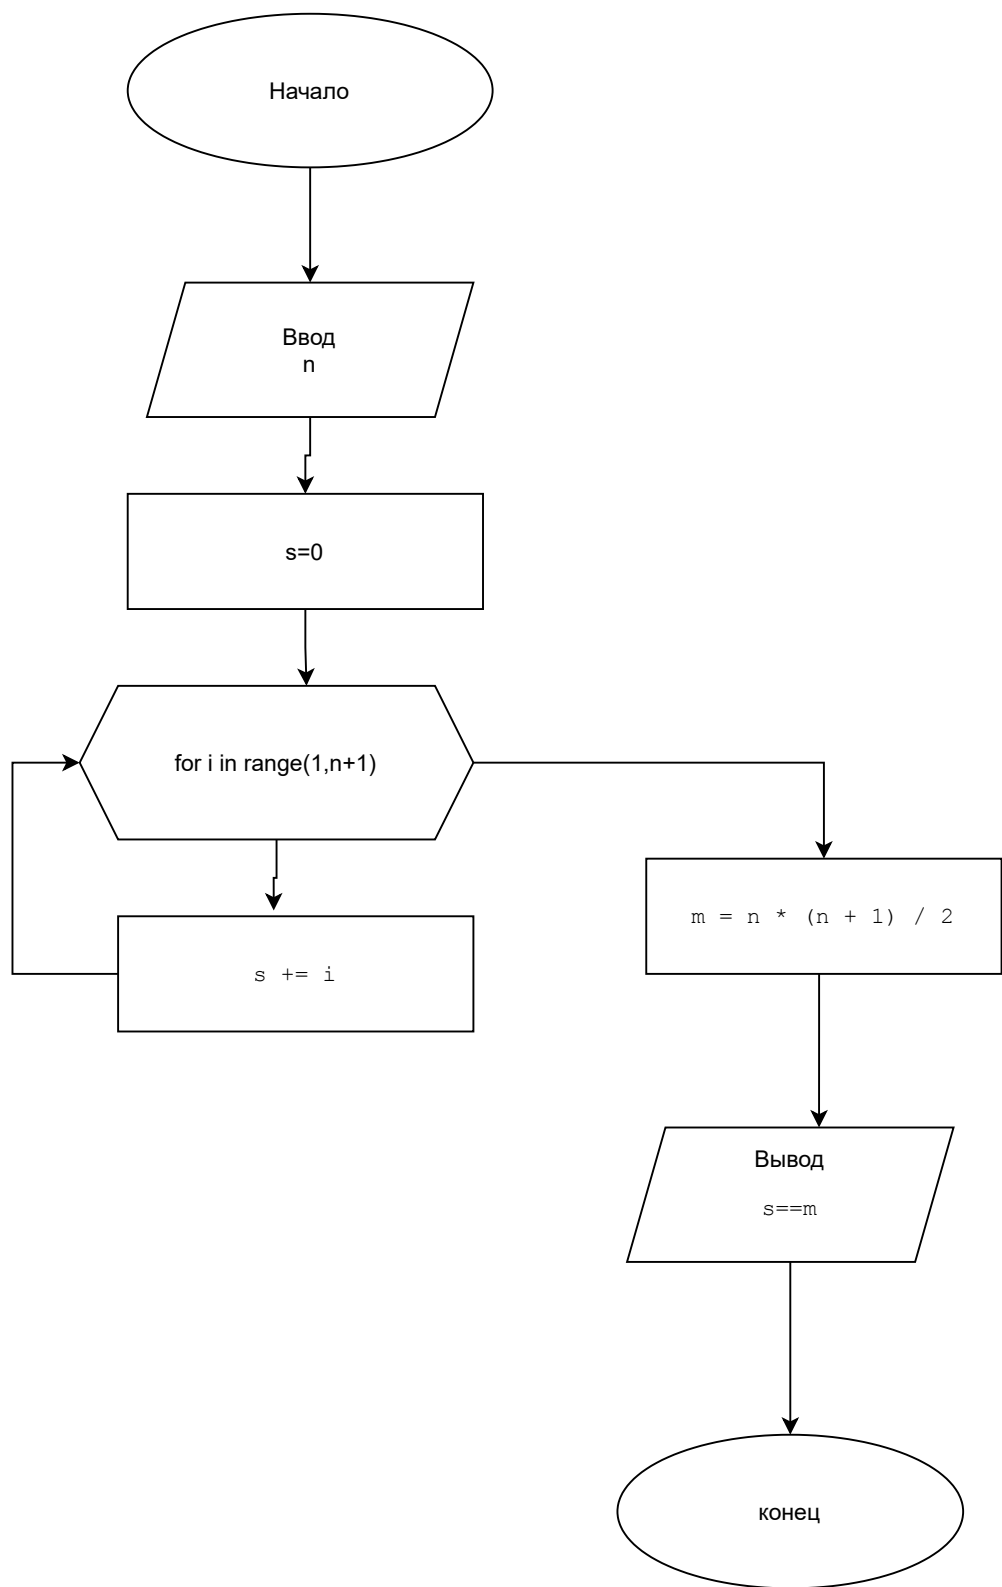 Начало
Ввод
n
s=0
for i in range(1,n+1)
s += i
m = n * (n + 1) / 2
Вывод
s==m
конец